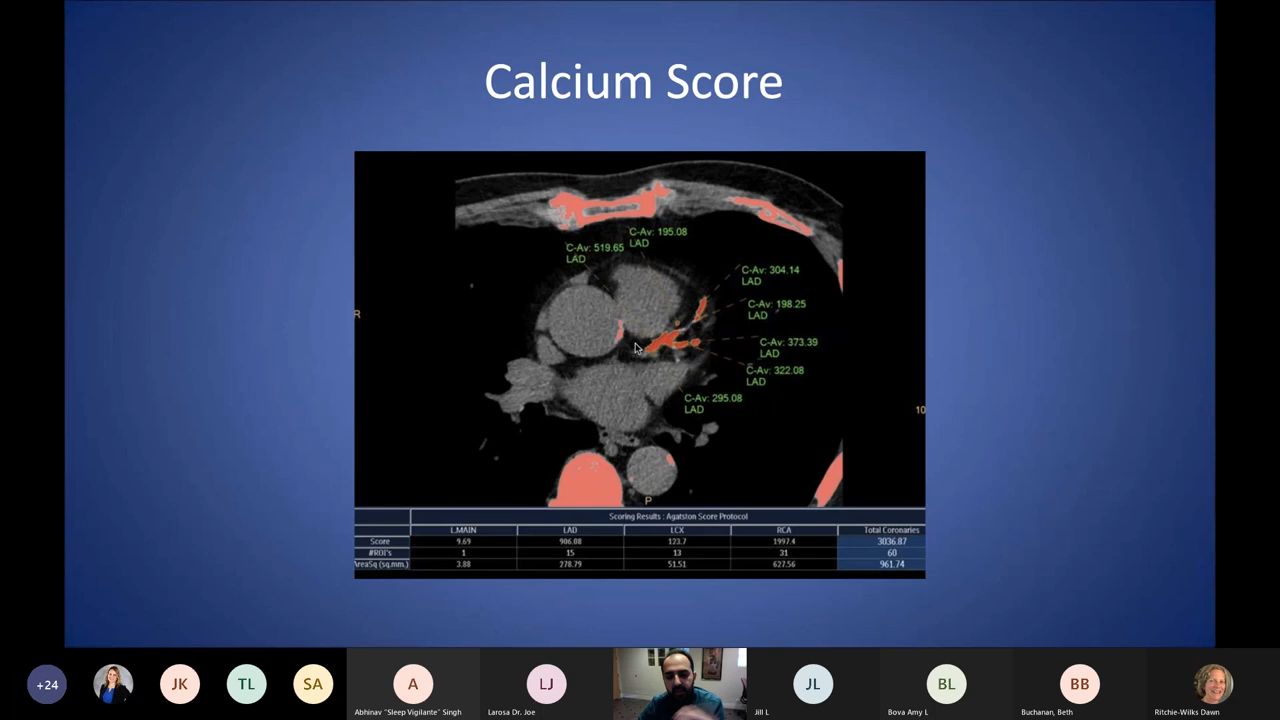 Calcium Score
C-Av: 195.08
LAD
C-Av: 519.65
LAD
C-Av: 304.14
LAD
C-Av: 198.25
LAD
R
C-Av: 373.39
LAD
C-Av: 322.08
LAD
C-Av: 295.08
LAD
10
P
Scoring Results : Agatston Score Protocol
L.MAIN LAD LCX RCA Total Coronaries
Score 9.69 906.08 123.7 1997.4 3036.87
#ROI's 1 15 13 31 60
AreaSq (sq.mm.) 3.88 278.79 51.51 627.56 961.74
+24 JK TL SA A LJ JL BL BB
Abhinav "Sleep Vigilante" Singh Larosa Dr. Joe Jill L Bova Amy L Buchanan, Beth Ritchie-Wilks Dawn